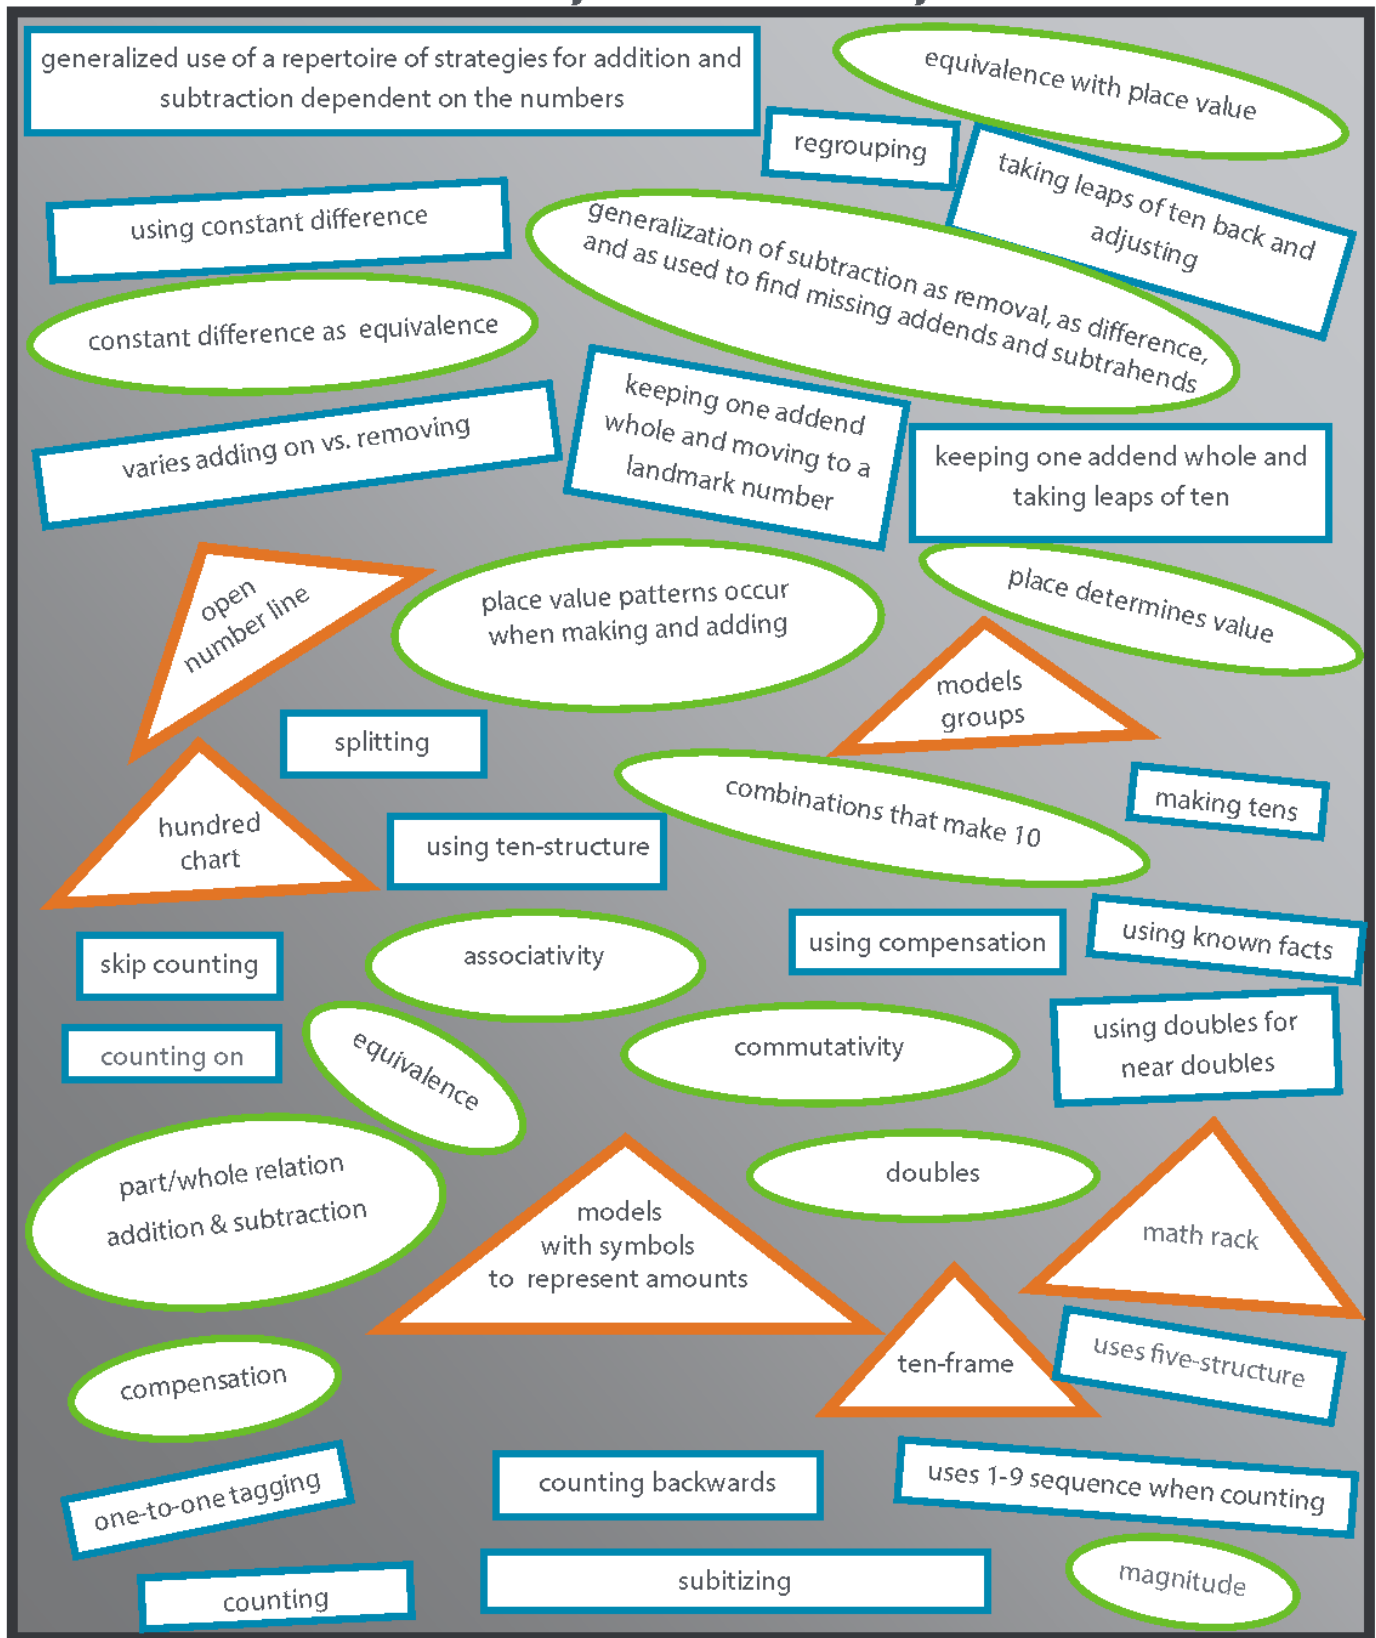 generalized use of a repertoire of strategies for addition and
subtraction dependent on the numbers
equivalence with place value
regrouping
taking leaps of ten back and
adjusting
using constant difference
generalization of subtraction as removal, as difference,
and as used to find missing addends and subtrahends
constant difference as equivalence
keeping one addend
whole and moving to a
landmark number
varies adding on vs. removing
keeping one addend whole and
taking leaps of ten
open
number line
place value patterns occur
when making and adding
place determines value
models
groups
splitting
combinations that make 10
making tens
hundred
chart
using ten-structure
skip counting
associativity
using compensation
using known facts
counting on
equivalence
commutativity
using doubles for
near doubles
part/whole relation
addition & subtraction
models
with symbols
to represent amounts
doubles
math rack
ten-frame
uses five-structure
compensation
one-to-one tagging
counting backwards
uses 1-9 sequence when counting
counting
subitizing
magnitude